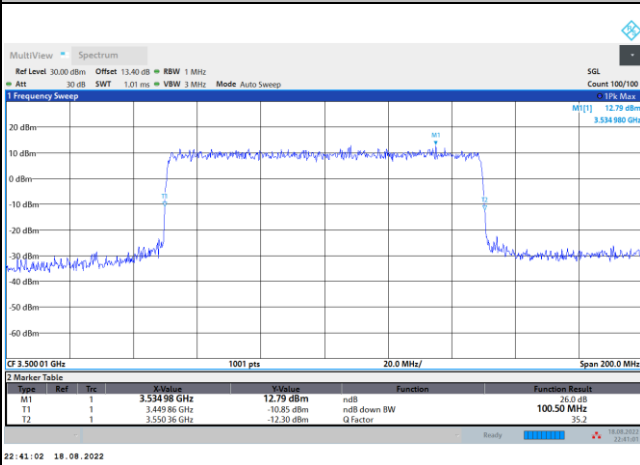 MultiView Spectrum
Ref Level 30.00 dBm Offset 13.40 dB RBW 1 MHz SGL
Att 30 dB SWT 1.01 ms VBW 3 MHz Mode Auto Sweep Count 100/100
1 Frequency Sweep 1Pk Max
M1[1] 12.79 dBm
3.534 980 GHz
20 dBm
M1
10 dBm
0 dBm
T1
T2
-10 dBm
-20 dBm
-30 dBm
-40 dBm
-50 dBm
-60 dBm
CF 3.500 01 GHz 1001 pts 20.0 MHz/ Span 200.0 MHz
2 Marker Table
Type Ref Trc X-Value Y-Value Function Function Result
M1 1 3.534 98 GHz 12.79 dBm ndB 26.0 dB
T1 1 3.449 86 GHz -10.85 dBm ndB down BW 100.50 MHz
T2 1 3.550 36 GHz -12.30 dBm Q Factor 35.2
Ready 18.08.2022
22:41:01
22:41:02 18.08.2022